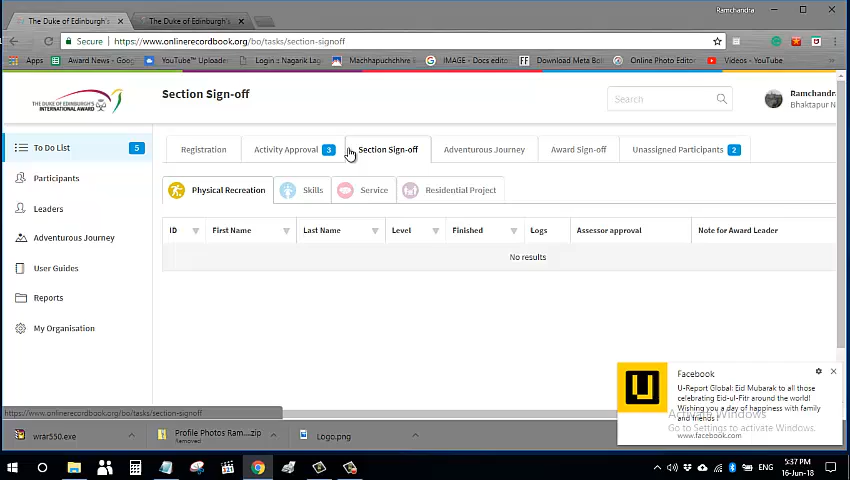 Ramchandra
The Duke of Edinburgh's
The Duke of Edinburgh's
Secure
https://www.onlinerecordbook.org/bo/tasks/section-signoff
Apps
Award News - Goog
YouTube™ Uploader
Login :: Nagarik Lag
Machhapuchchhre
IMAGE - Docs editor
Download Meta Bol
Online Photo Editor
Videos - YouTube
THE DUKE OF EDINBURGH'S
INTERNATIONAL AWARD
Section Sign-off
Search
Ramchandra
Bhaktapur N
To Do List
5
Participants
Leaders
Adventurous Journey
User Guides
Reports
My Organisation
Registration
Activity Approval 3
Section Sign-off
Adventurous Journey
Award Sign-off
Unassigned Participants 2
Physical Recreation
Skills
Service
Residential Project
ID
First Name
Last Name
Level
Finished
Logs
Assessor approval
Note for Award Leader
No results
Facebook
U-Report Global: Eid Mubarak to all those
celebrating Eid-ul-Fitr around the world!
Wishing you a day of happiness with family
and friends !
www.facebook.com
Activate Windows
Go to Settings to activate Windows.
https://www.onlinerecordbook.org/bo/tasks/section-signoff
wrar550.exe
Profile Photos Ram....zip
Removed
Logo.png
ENG
5:37 PM
16-Jun-18